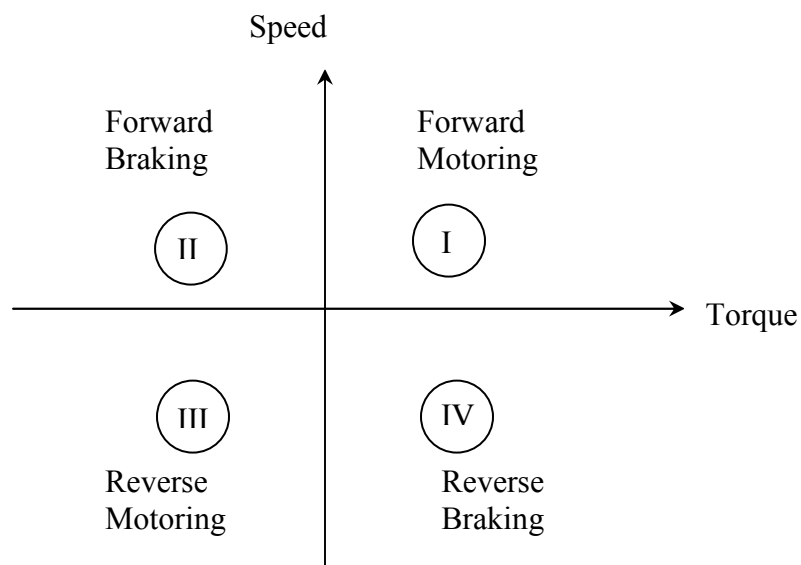 Speed
Forward
Braking
Forward
Motoring
II
I
Torque
III
IV
Reverse
Motoring
Reverse
Braking